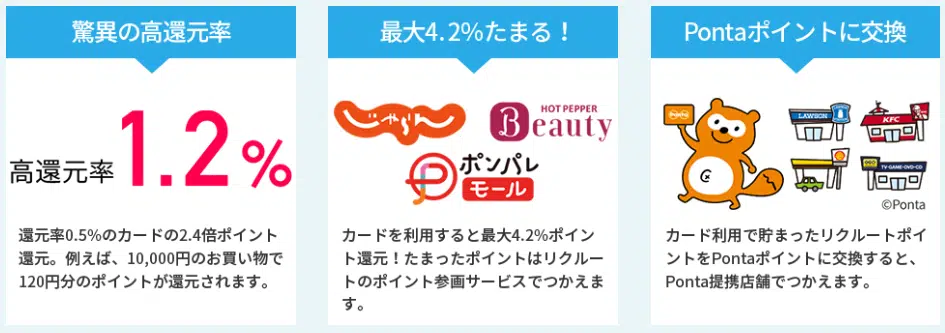 驚異の高還元率
高還元率1.2%
還元率0.5%のカードの2.4倍ポイント
還元。例えば、10,000円のお買い物で
120円分のポイントが還元されます。
最大4.2%たまる！
じゃらん
HOT PEPPER
Beauty
ポンパレ
モール
カードを利用すると最大4.2%ポイン
ト還元！たまったポイントはリクルー
トのポイント参画サービスでつかえま
す。
Pontaポイントに交換
LAWSON
KFC
GEO
TV・GAME・DVD・CD
©Ponta
カード利用で貯まったリクルートポイ
ントをPontaポイントに交換すると、
Ponta提携店舗でつかえます。